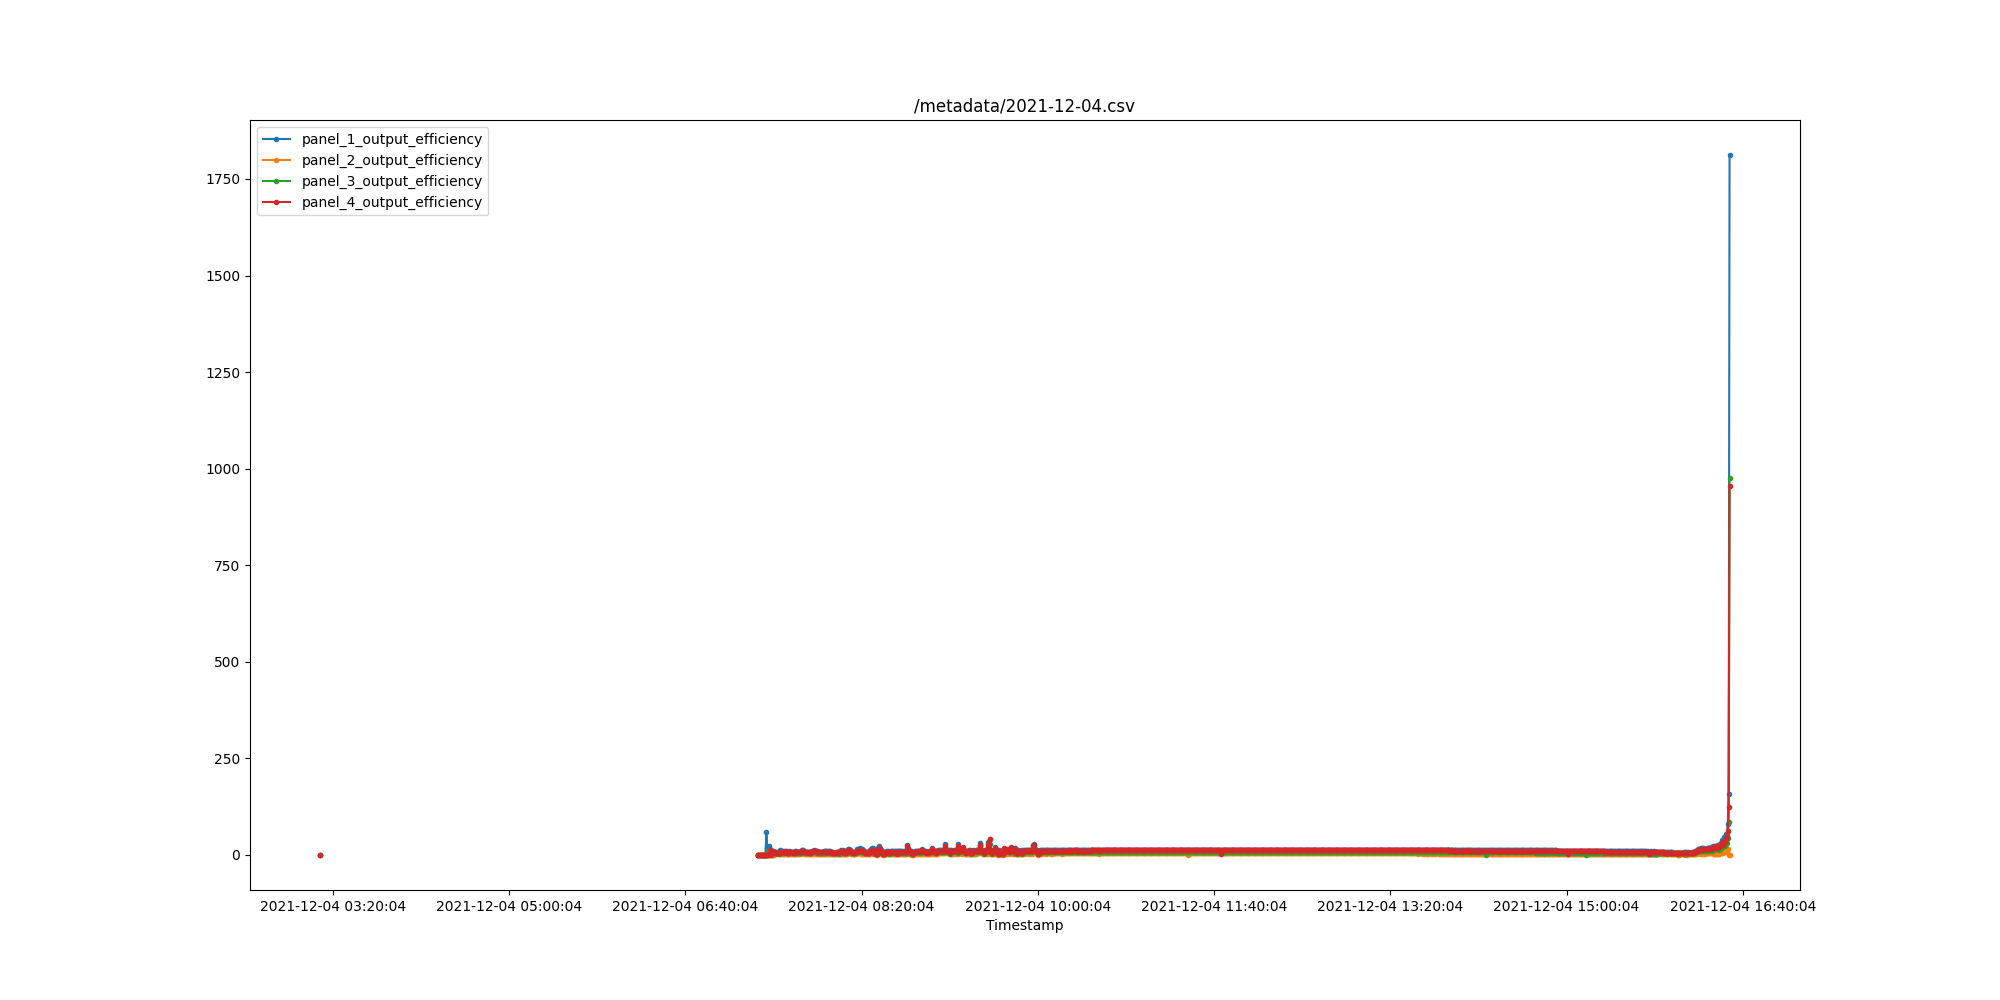 /metadata/2021-12-04.csv
panel_1_output_efficiency
panel_2_output_efficiency
panel_3_output_efficiency
panel_4_output_efficiency
1750
1500
1250
1000
750
500
250
0
2021-12-04 03:20:04 2021-12-04 05:00:04 2021-12-04 06:40:04 2021-12-04 08:20:04 2021-12-04 10:00:04 2021-12-04 11:40:04 2021-12-04 13:20:04 2021-12-04 15:00:04 2021-12-04 16:40:04
Timestamp